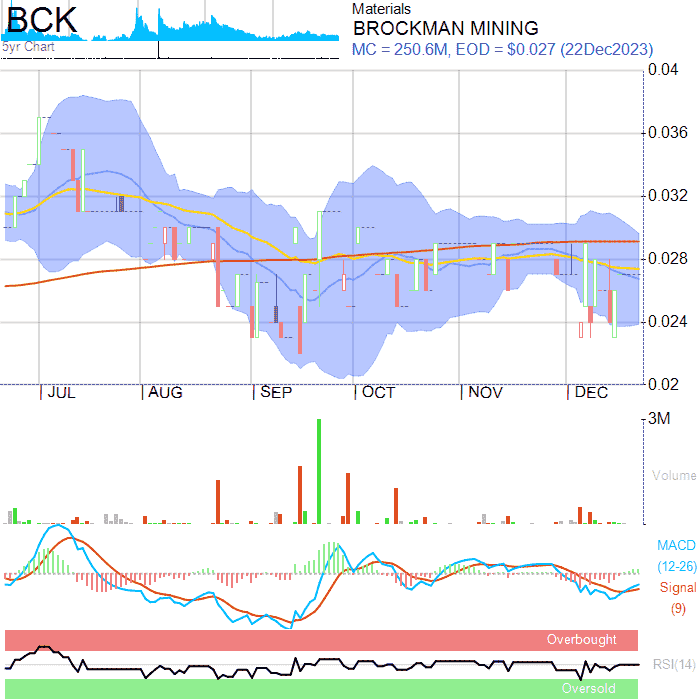 BCK
5yr Chart
Materials
BROCKMAN MINING
MC = 250.6M, EOD = $0.027 (22Dec2023)
0.04
0.036
0.032
0.028
0.024
0.02
JUL AUG SEP OCT NOV DEC
3M
Volume
MACD
(12-26)
Signal
(9)
Overbought
RSI(14)
Oversold